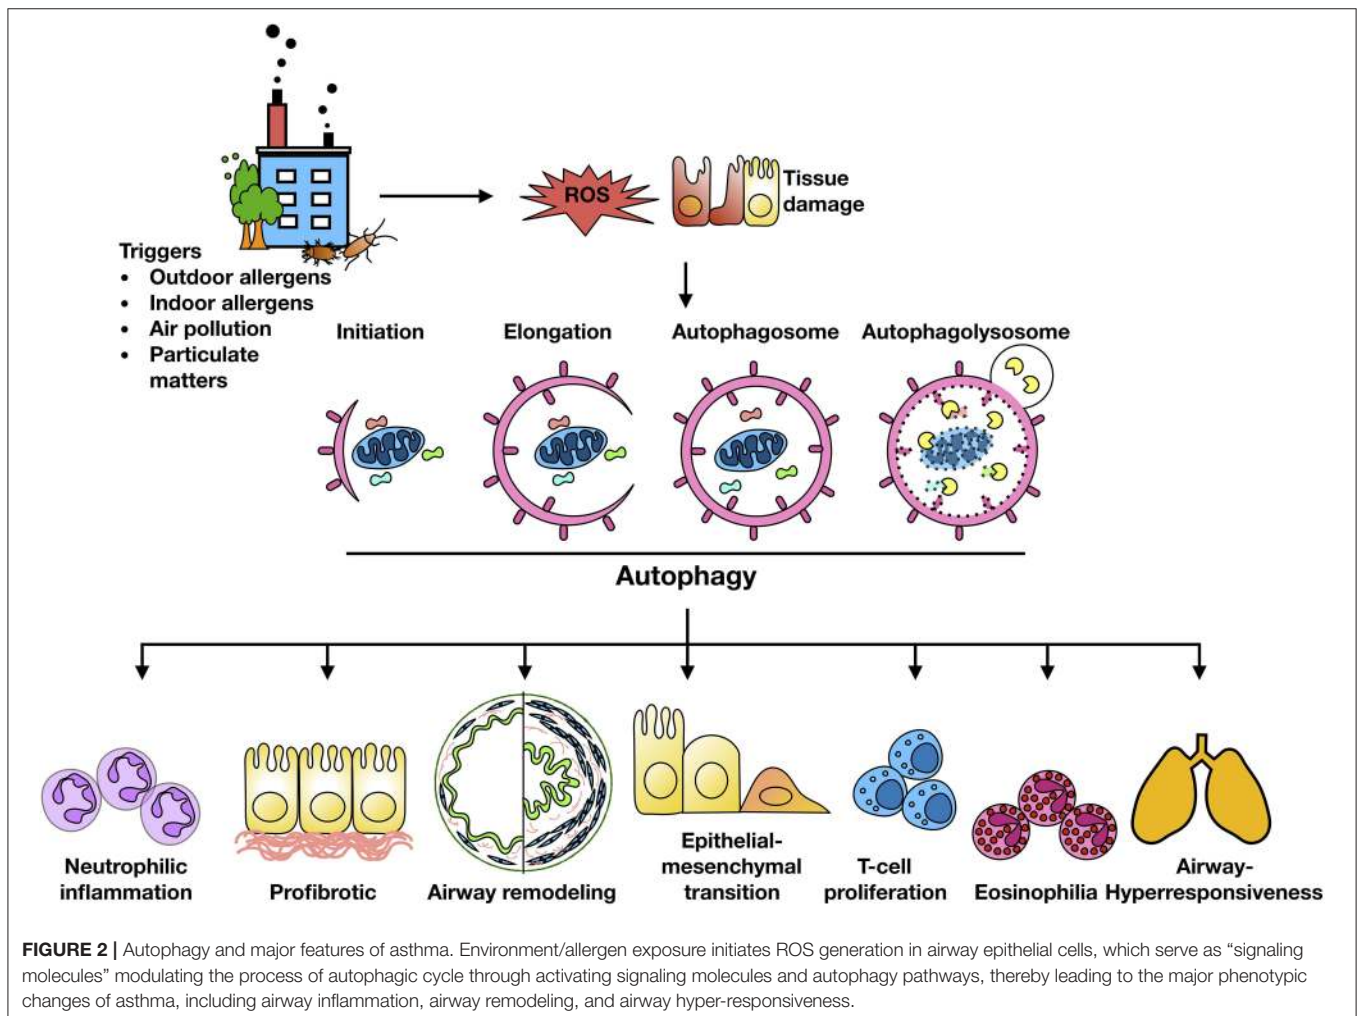 ROS
Tissue
damage
Triggers
• Outdoor allergens
• Indoor allergens
• Air pollution
• Particulate
matters
Initiation
Elongation
Autophagosome
Autophagolysosome
Autophagy
Neutrophilic
inflammation
Profibrotic
Airway remodeling
Epithelial-
mesenchymal
transition
T-cell
proliferation
Eosinophilia
Airway-
Hyperresponsiveness
FIGURE 2 | Autophagy and major features of asthma. Environment/allergen exposure initiates ROS generation in airway epithelial cells, which serve as “signaling
molecules” modulating the process of autophagic cycle through activating signaling molecules and autophagy pathways, thereby leading to the major phenotypic
changes of asthma, including airway inflammation, airway remodeling, and airway hyper-responsiveness.